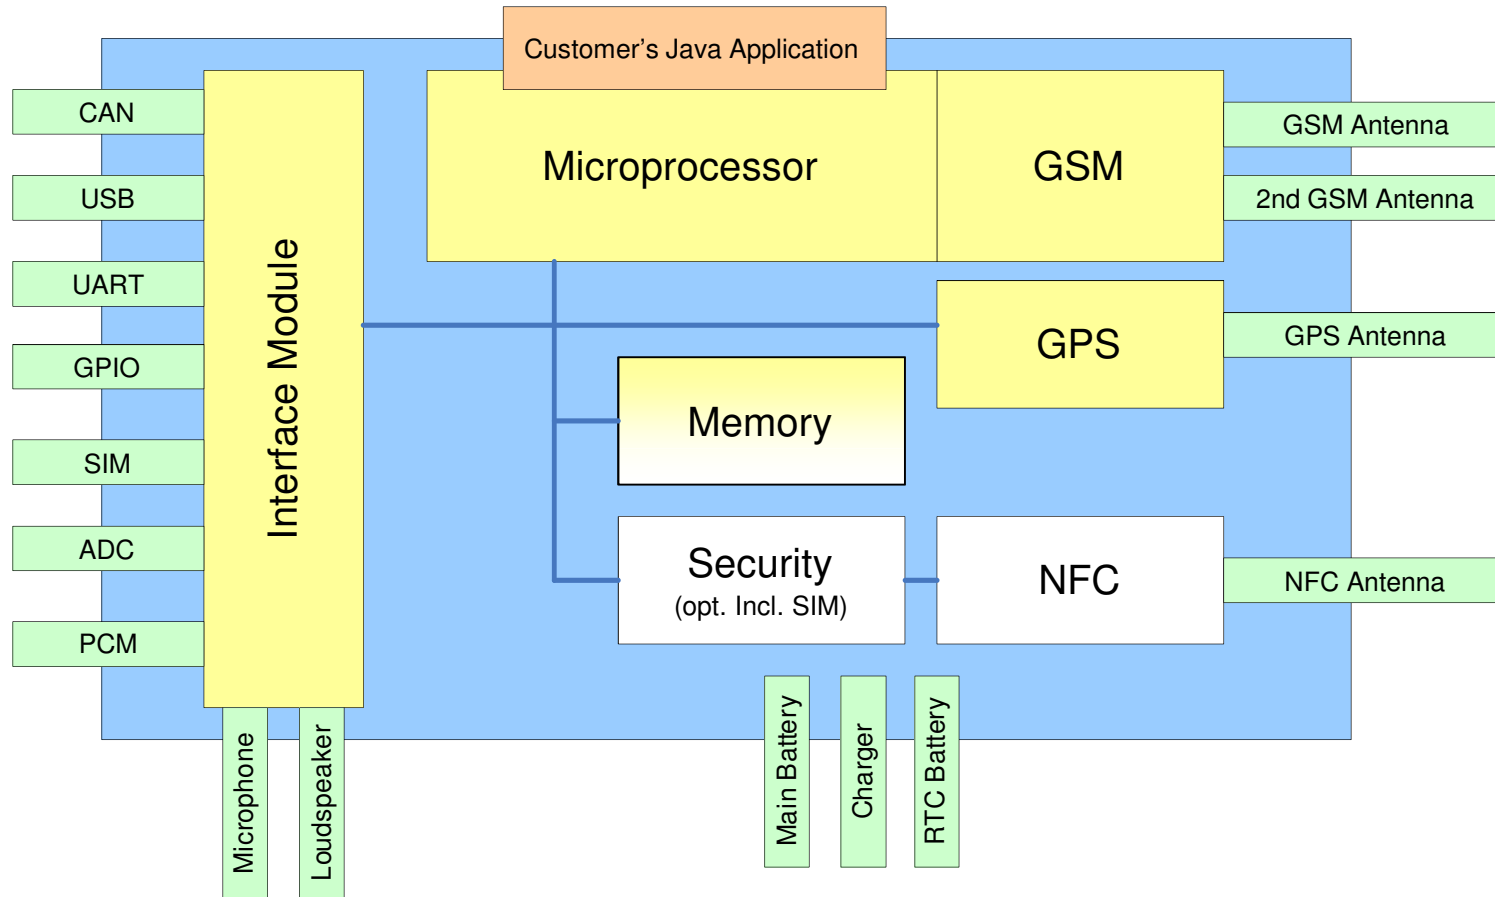 Customer's Java Application
CAN
USB
UART
GPIO
SIM
ADC
PCM
Interface Module
Microprocessor
GSM
GSM Antenna
2nd GSM Antenna
GPS
GPS Antenna
Memory
Security
(opt. Incl. SIM)
NFC
NFC Antenna
Microphone
Loudspeaker
Main Battery
Charger
RTC Battery